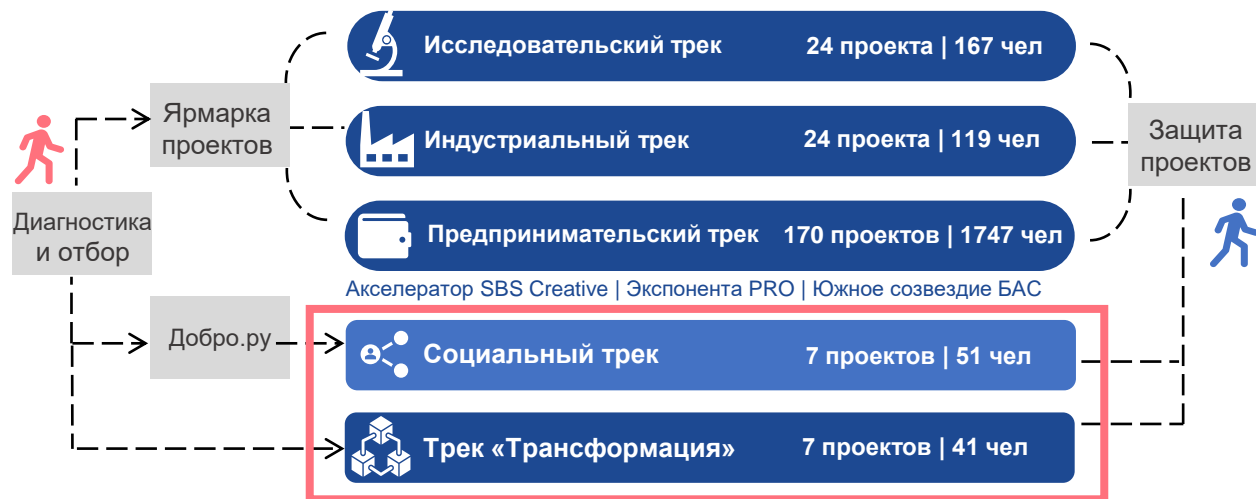 Исследовательский трек 24 проекта | 167 чел
Ярмарка
проектов
Индустриальный трек 24 проекта | 119 чел
Защита
проектов
Диагностика
и отбор
Предпринимательский трек 170 проектов | 1747 чел
Акселератор SBS Creative | Экспонента PRO | Южное созвездие БАС
Добро.ру
Социальный трек 7 проектов | 51 чел
Трек «Трансформация» 7 проектов | 41 чел